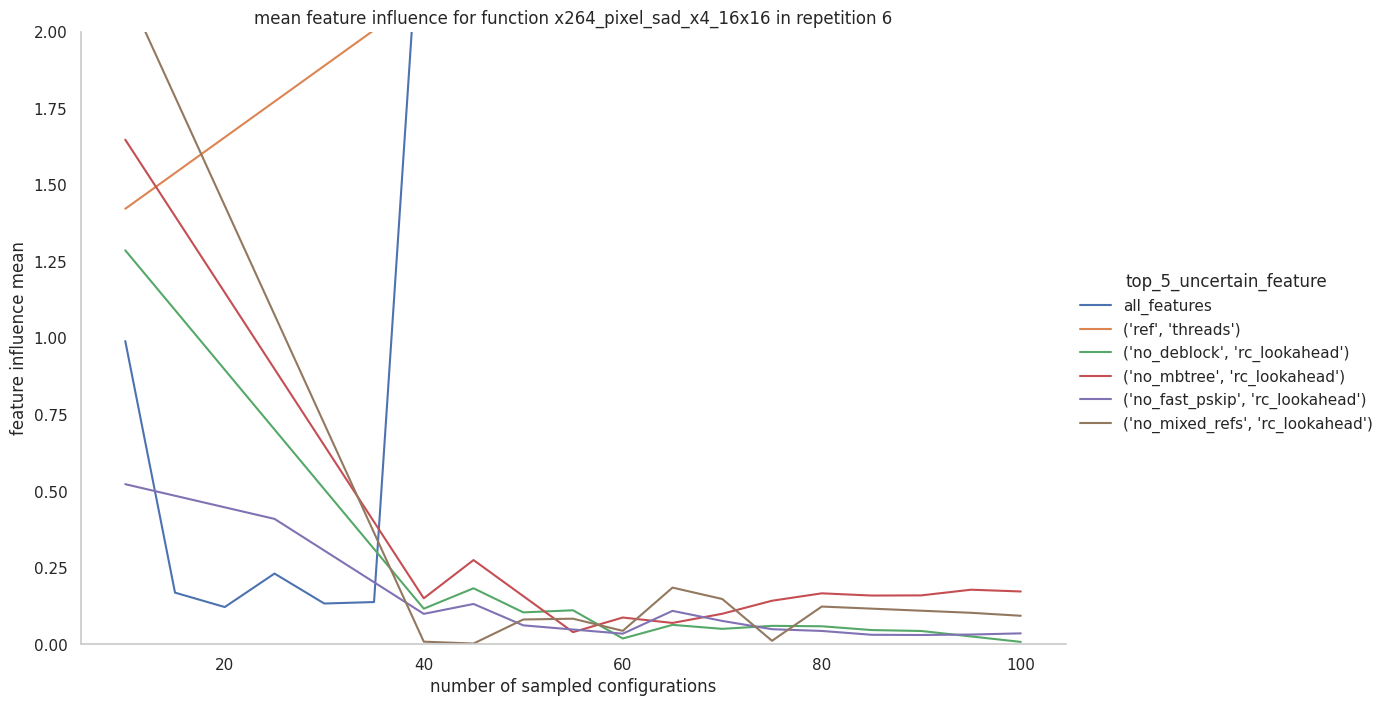 mean feature influence for function x264_pixel_sad_x4_16x16 in repetition 6
2.00
1.75
1.50
1.25
1.00
0.75
0.50
0.25
0.00
feature influence mean
20
40
60
80
100
number of sampled configurations
top_5_uncertain_feature
all_features
('ref', 'threads')
('no_deblock', 'rc_lookahead')
('no_mbtree', 'rc_lookahead')
('no_fast_pskip', 'rc_lookahead')
('no_mixed_refs', 'rc_lookahead')